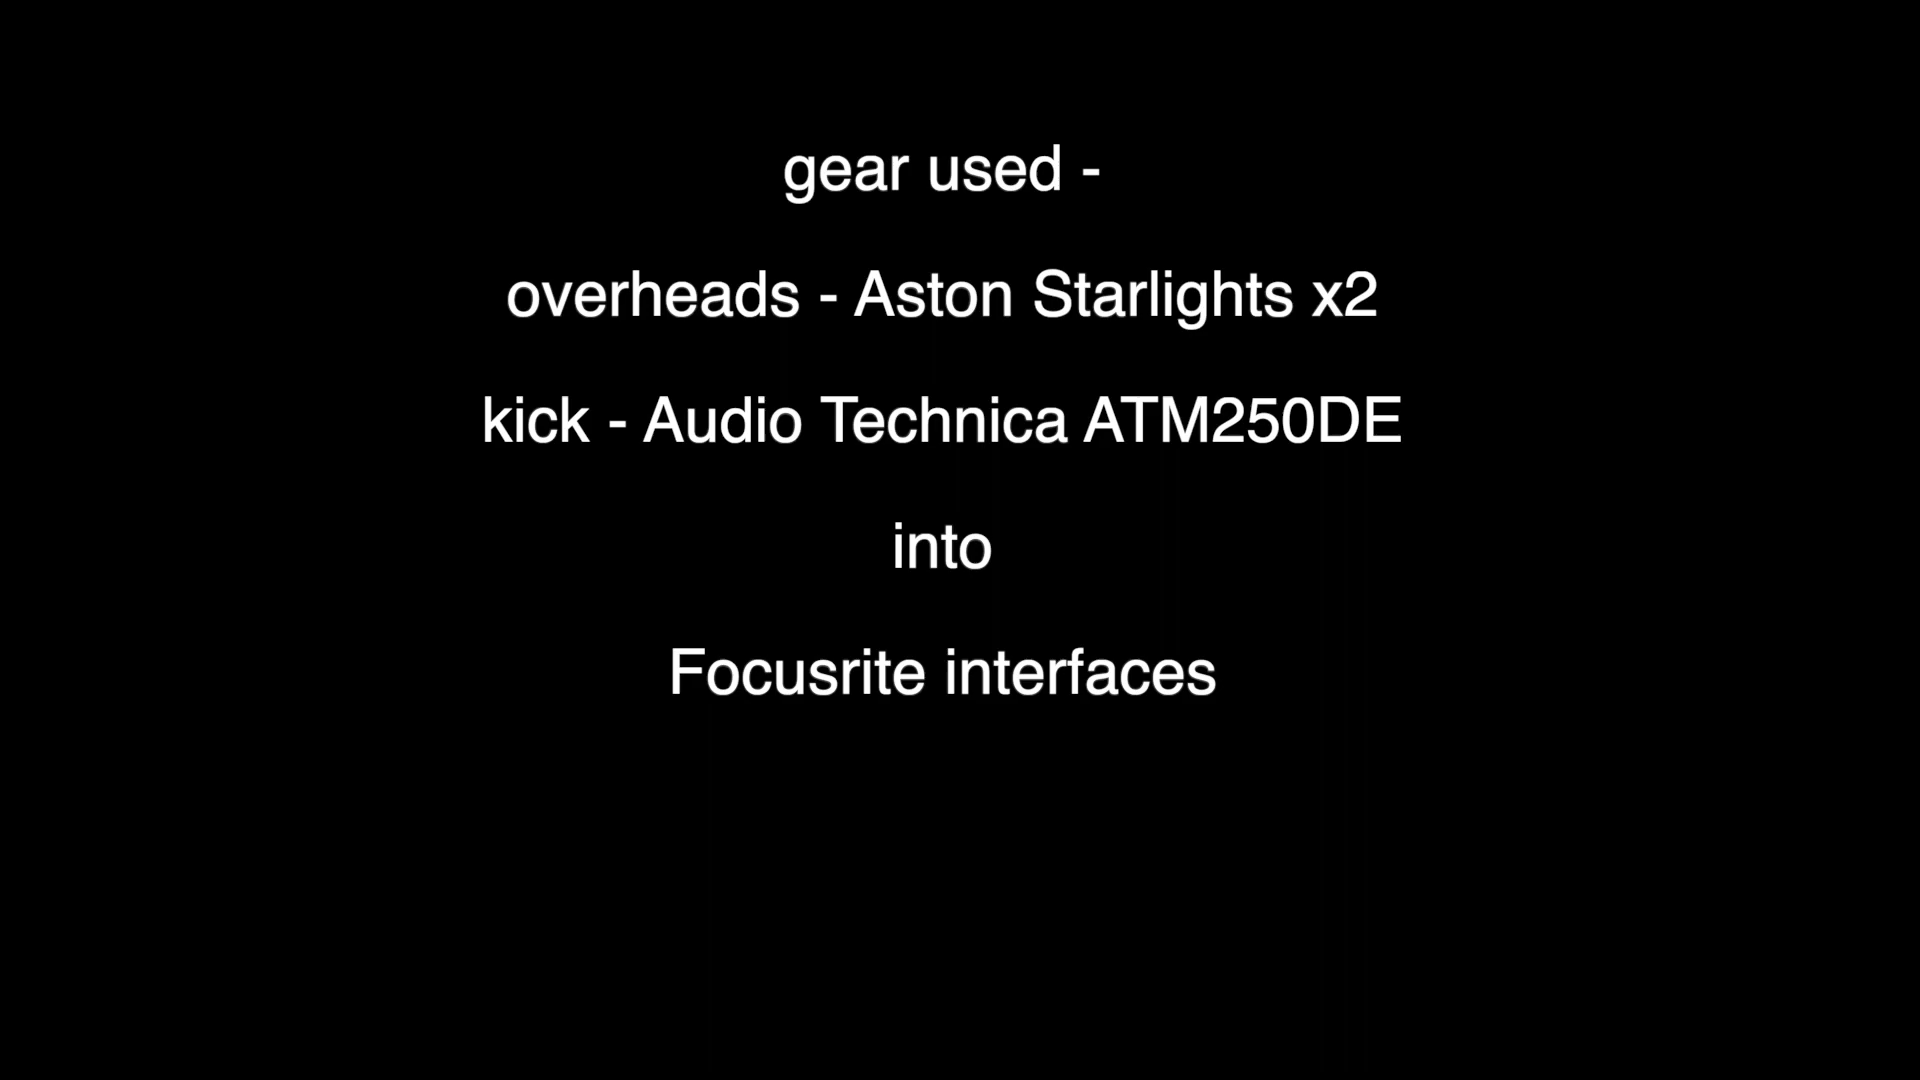 gear used -
overheads - Aston Starlights x2
kick - Audio Technica ATM250DE
into
Focusrite interfaces